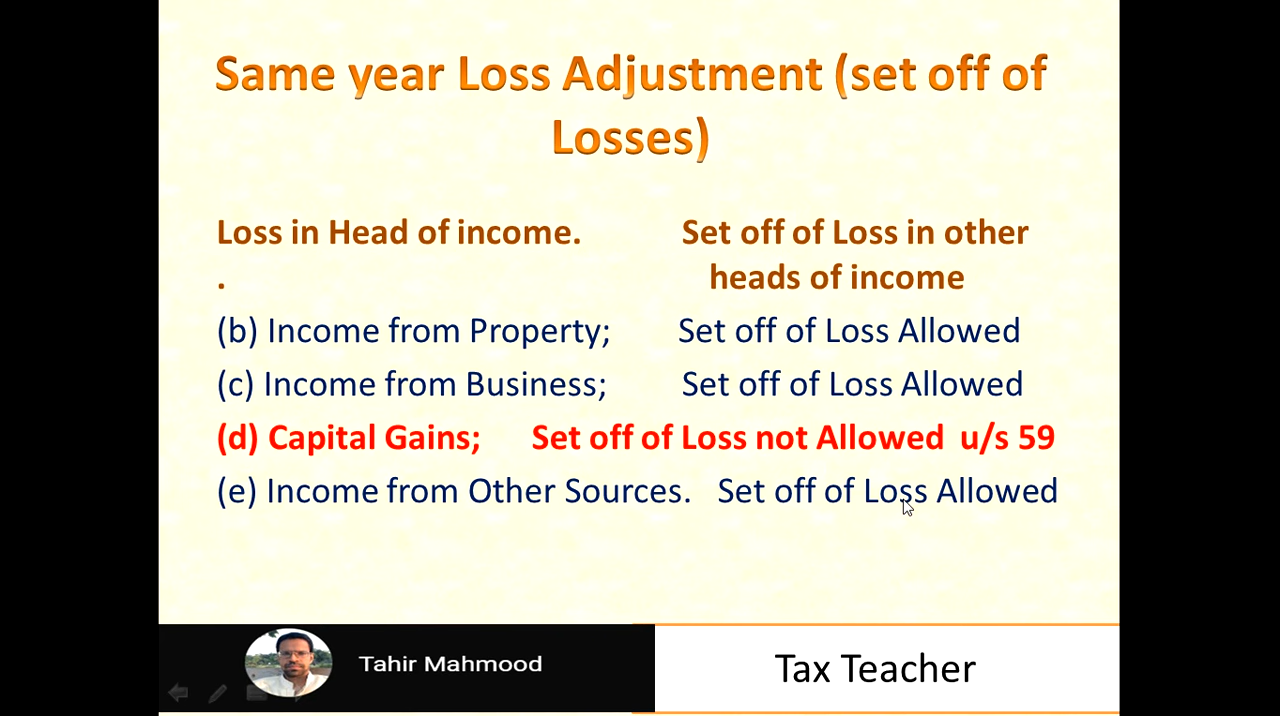 Same year Loss Adjustment (set off of
Losses)
Loss in Head of income. Set off of Loss in other
. heads of income
(b) Income from Property; Set off of Loss Allowed
(c) Income from Business; Set off of Loss Allowed
(d) Capital Gains; Set off of Loss not Allowed u/s 59
(e) Income from Other Sources. Set off of Loss Allowed
Tahir Mahmood
Tax Teacher